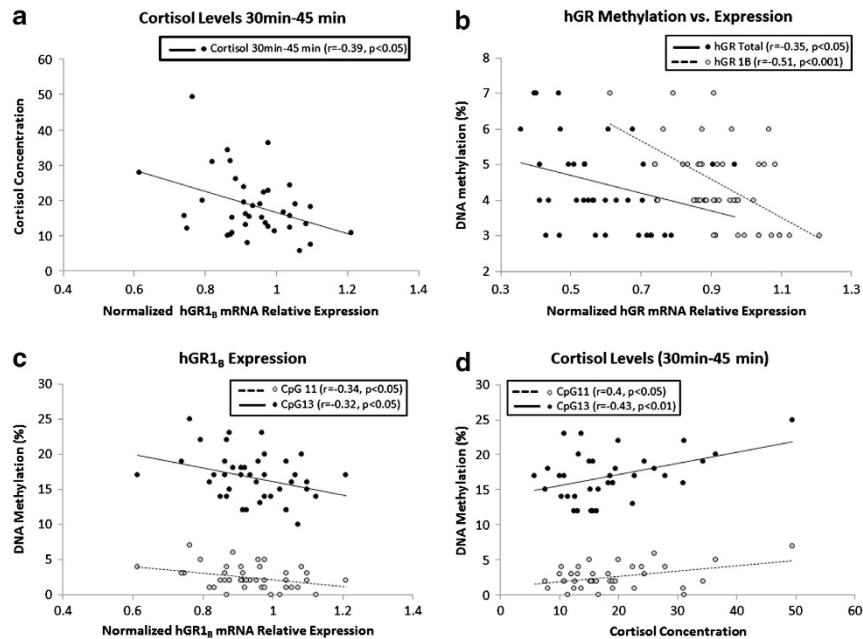 a
Cortisol Levels 30min-45 min
Cortisol 30min-45 min (r=-0.39, p<0.05)
Cortisol Concentration
60
50
40
30
20
10
0
0.4 0.6 0.8 1 1.2 1.4
Normalized hGR1B mRNA Relative Expression
b
hGR Methylation vs. Expression
hGR Total (r=-0.35, p<0.05)
hGR 1B (r=-0.51, p<0.001)
DNA methylation (%)
8
7
6
5
4
3
2
0.3 0.5 0.7 0.9 1.1 1.3
Normalized hGR mRNA Relative Expression
c
hGR1B Expression
CpG 11 (r=-0.34, p<0.05)
CpG13 (r=-0.32, p<0.05)
DNA Methylation (%)
30
25
20
15
10
5
0
0.4 0.6 0.8 1 1.2 1.4
Normalized hGR1B mRNA Relative Expression
d
Cortisol Levels (30min-45 min)
CpG11 (r=0.4, p<0.05)
CpG13 (r=-0.43, p<0.01)
DNA Methylation (%)
30
25
20
15
10
5
0
0 10 20 30 40 50 60
Cortisol Concentration